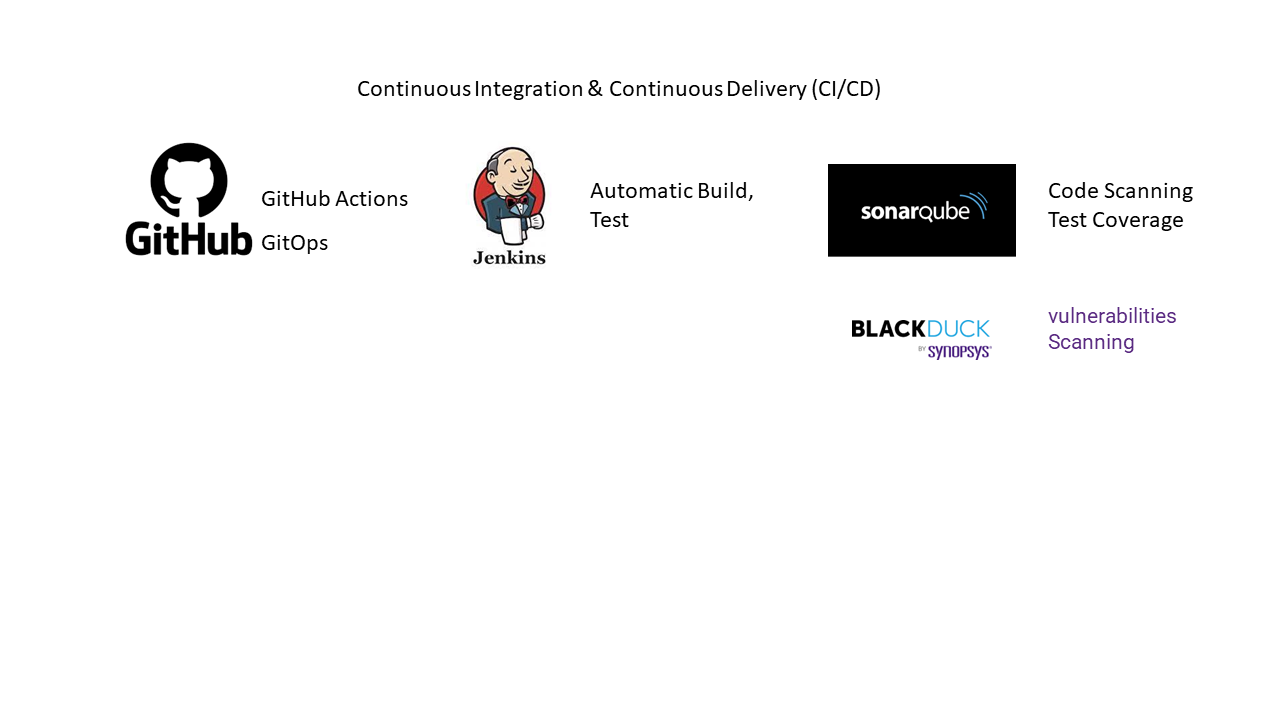 Continuous Integration & Continuous Delivery (CI/CD)
GitHub
GitHub Actions
GitOps
Jenkins
Automatic Build,
Test
sonarqube
Code Scanning
Test Coverage
BLACKDUCK
BY SYNOPSYS®
vulnerabilities
Scanning